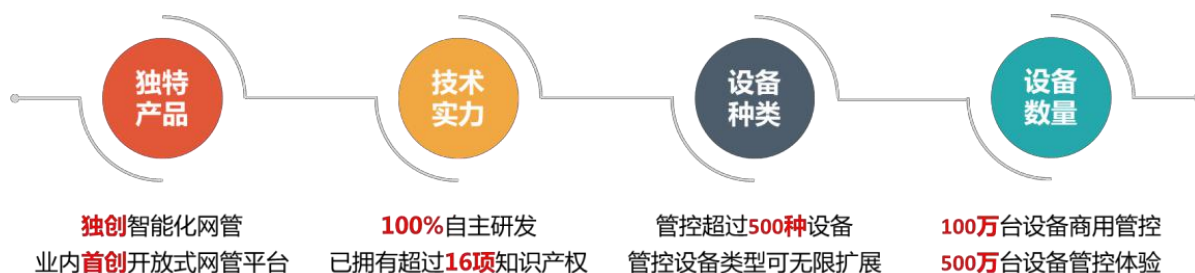 独特
产品
技术
实力
设备
种类
设备
数量
独创智能化网管
业内首创开放式网管平台
100%自主研发
已拥有超过16项知识产权
管控超过500种设备
管控设备类型可无限扩展
100万台设备商用管控
500万台设备管控体验